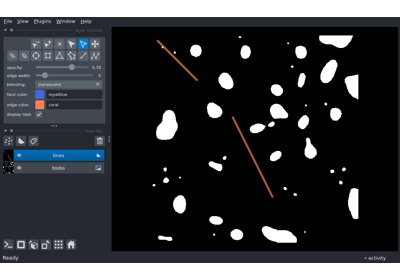 File View Plugins Window Help
opacity: 0.70
edge width: 5
blending: translucent
face color: royalblue
edge color: coral
display text: ✓
lines
blobs
Ready
activity